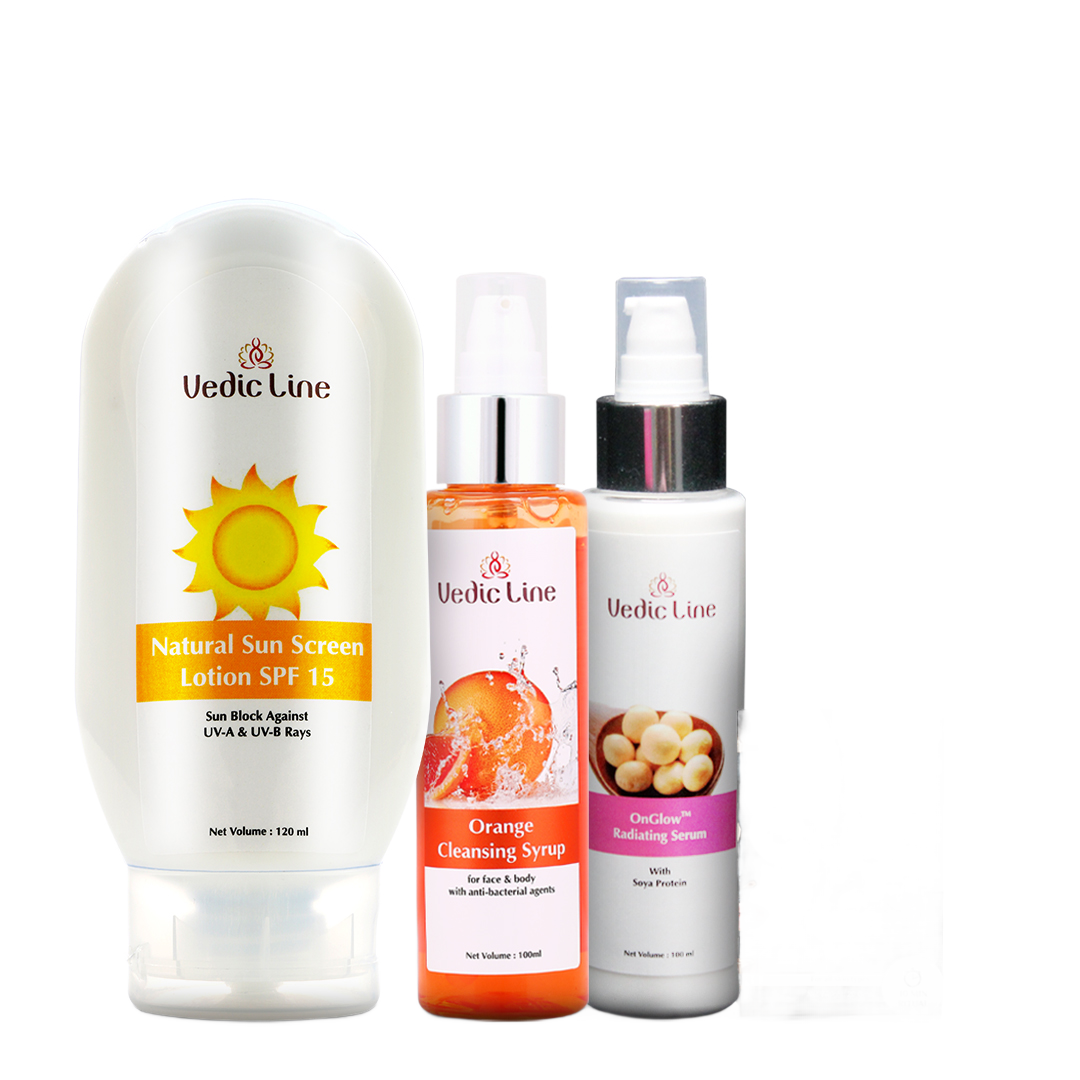 Vedic Line
Natural Sun Screen
Lotion SPF 15
Sun Block Against
UV-A & UV-B Rays
Net Volume : 120 ml
Vedic Line
Orange
Cleansing Syrup
for face & body
with anti-bacterial agents
Net Volume : 100ml
Vedic Line
OnGlow™
Radiating Serum
With
Soya Protein
Net Volume : 100 ml